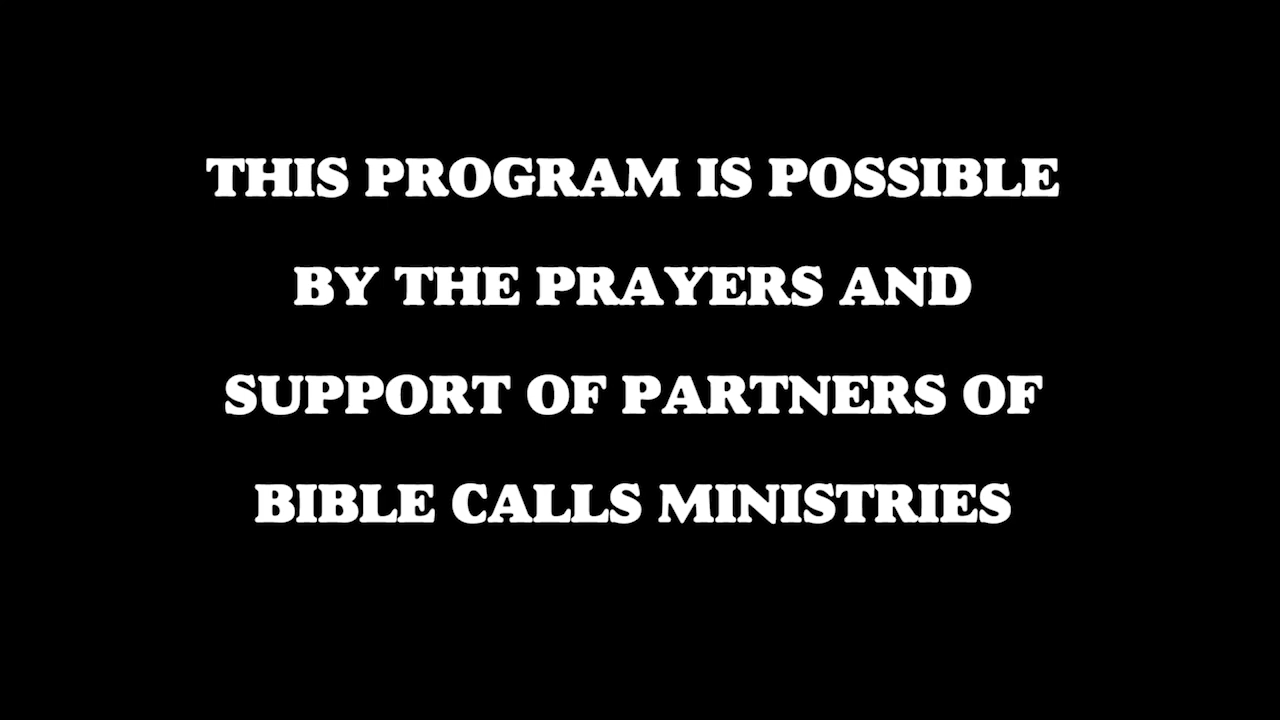 THIS PROGRAM IS POSSIBLE
BY THE PRAYERS AND
SUPPORT OF PARTNERS OF
BIBLE CALLS MINISTRIES